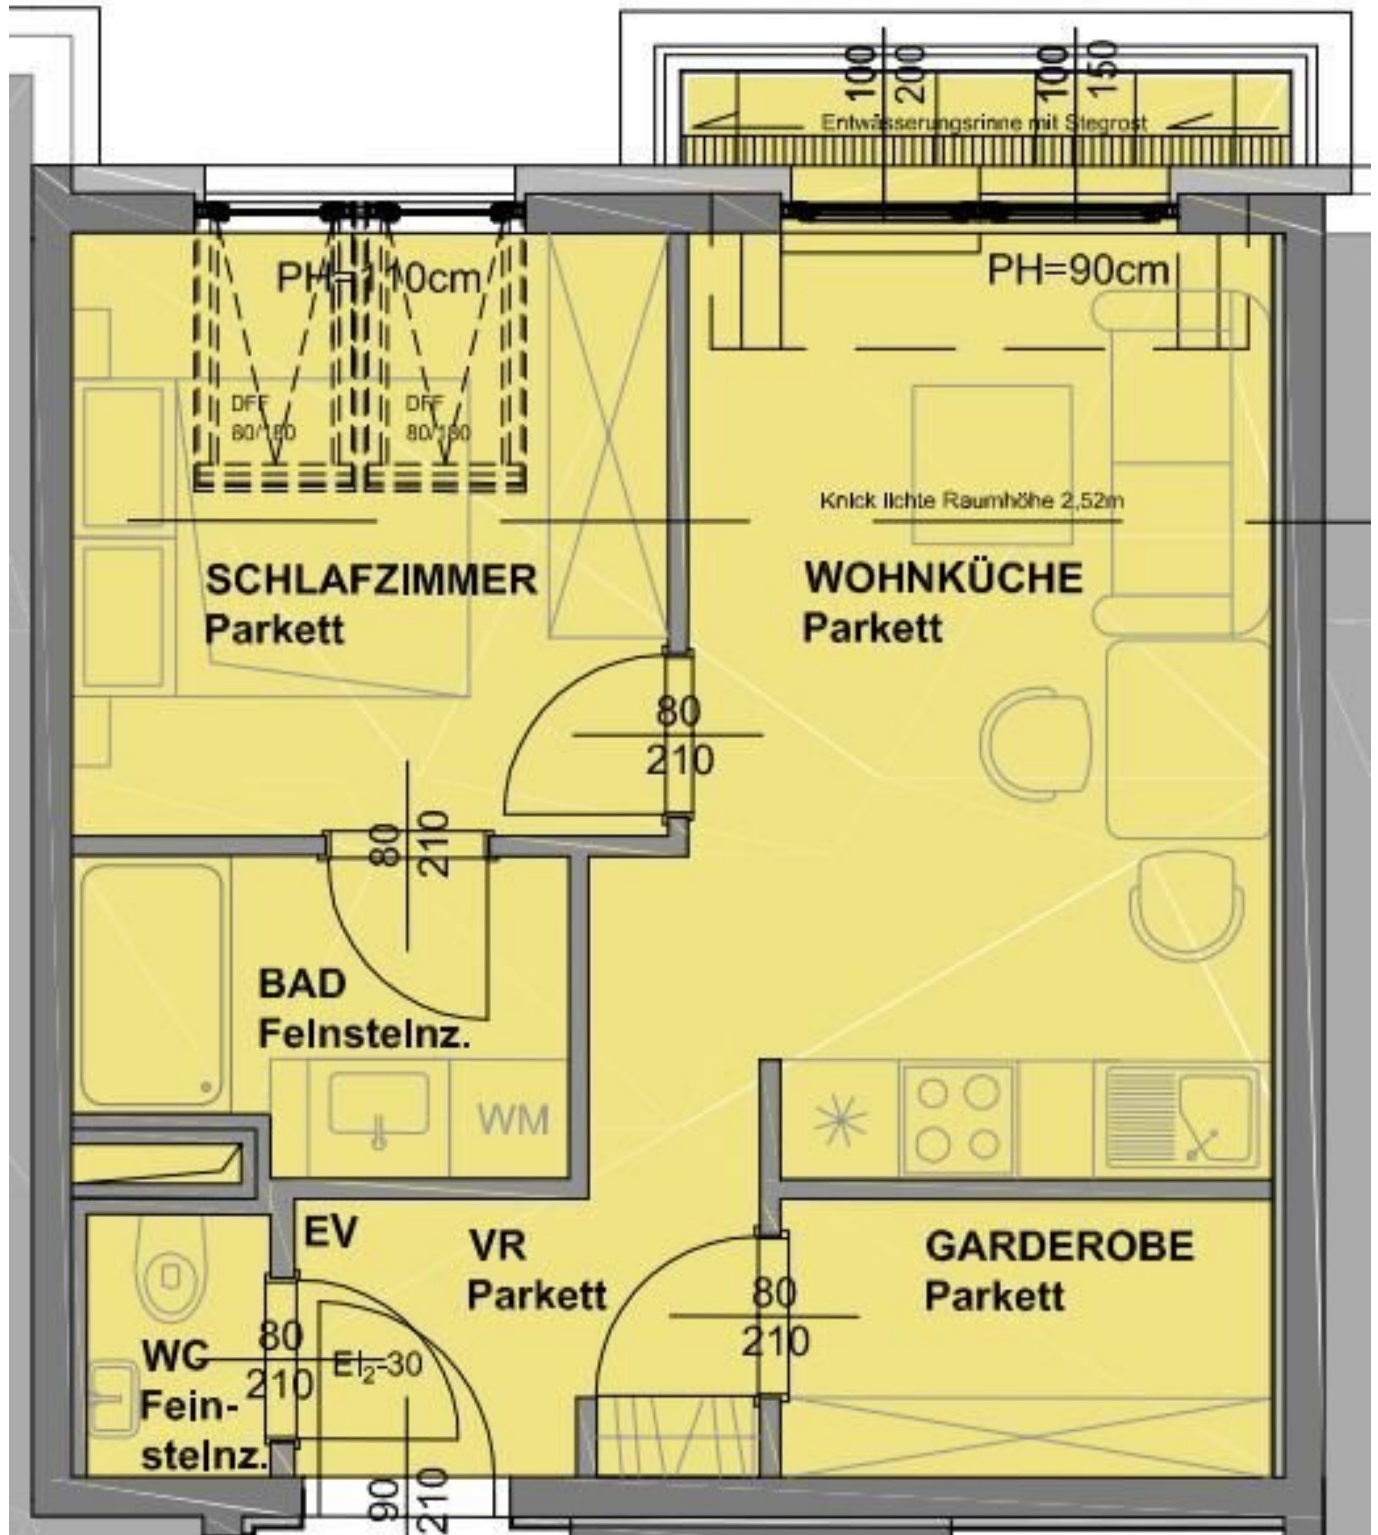 100
200
100
150
Entwässerungsrinne mit Stegrost
PH=110cm
PH=90cm
DFF
80/180
DFF
80/180
Knick lichte Raumhöhe 2,52m
SCHLAFZIMMER
Parkett
WOHNKÜCHE
Parkett
80
210
80
210
BAD
Feinsteinz.
WM
EV
VR
Parkett
GARDEROBE
Parkett
80
210
WC
Fein-
steinz.
80
210
EI₂-30
90
210